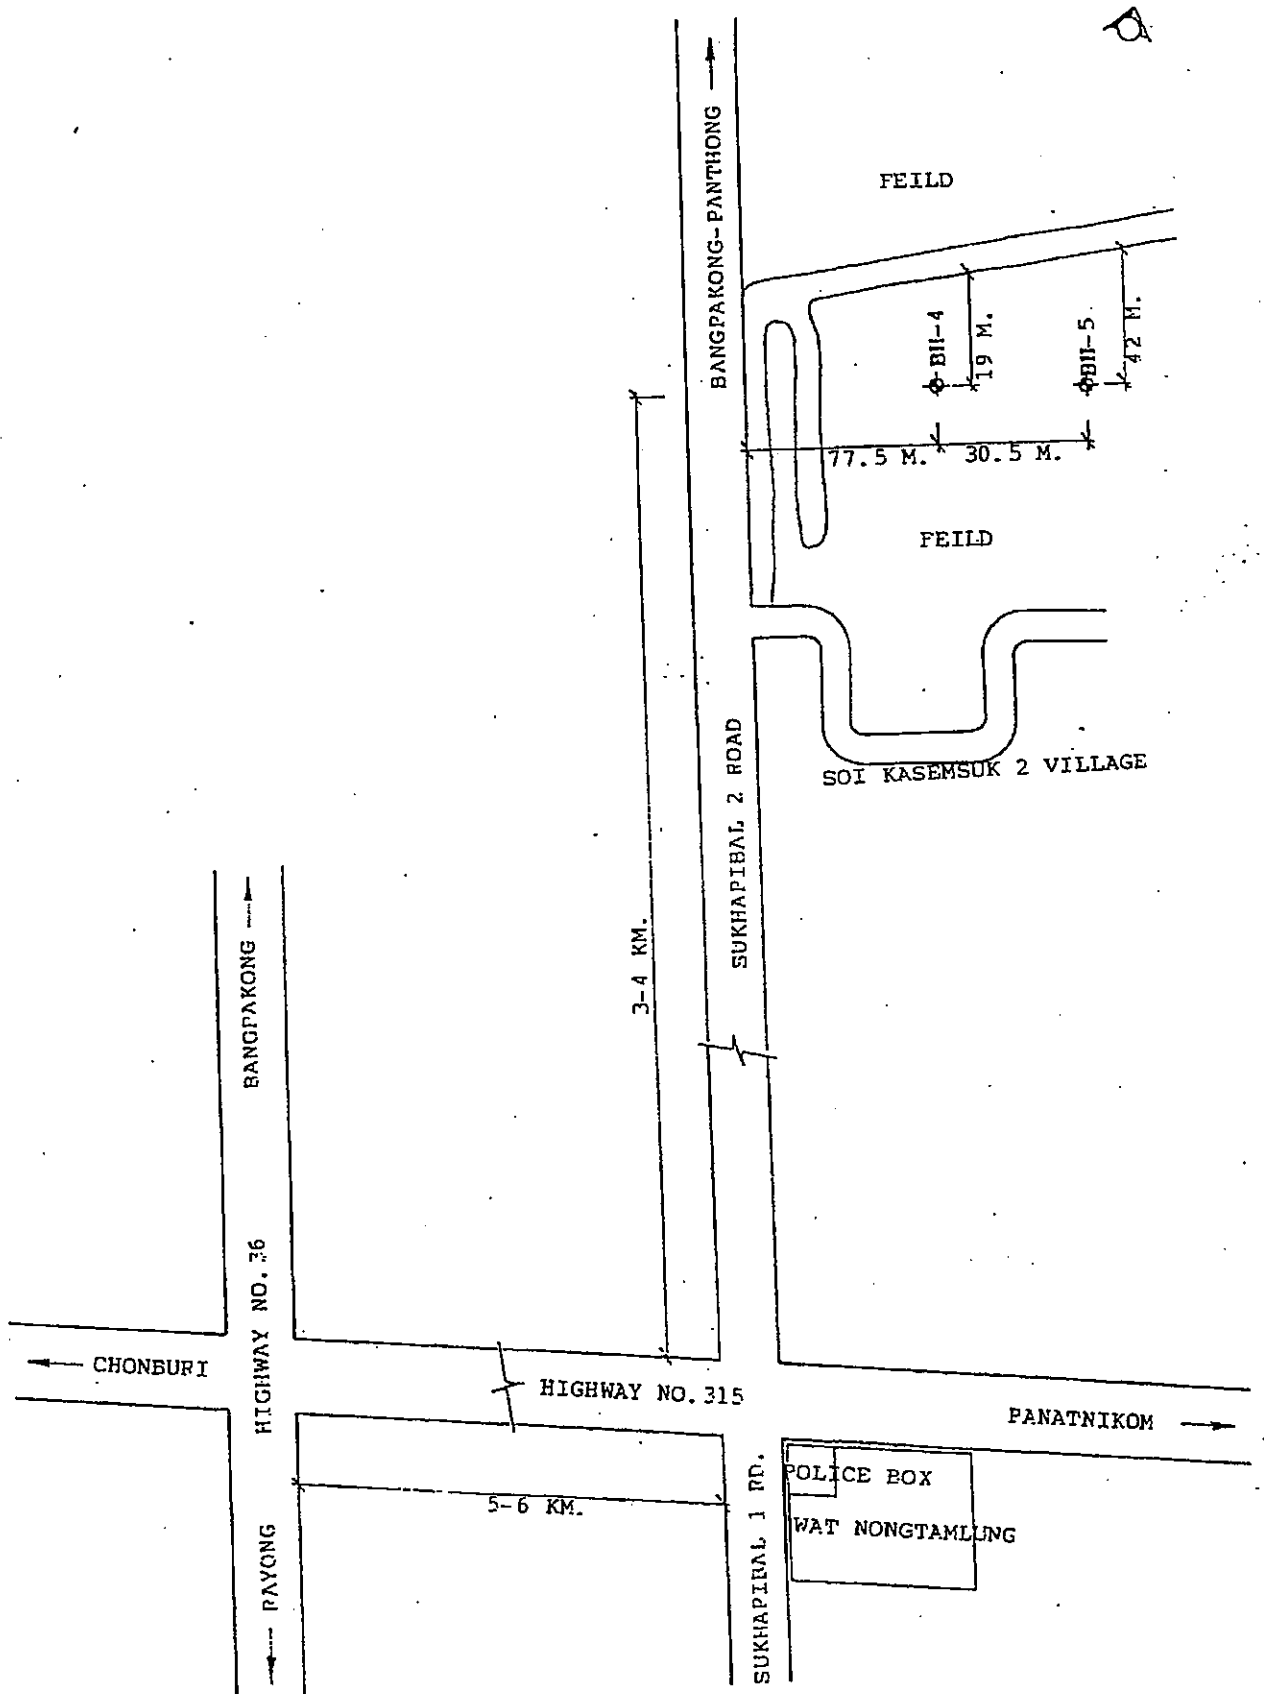 BANGPAKONG-PANTHONG
FEILD
BH-4
19 M.
BH-5
42 M.
77.5 M.
30.5 M.
FEILD
SUKHAPIBAL 2 ROAD
SOI KASEMSUK 2 VILLAGE
3-4 KM.
BANGPAKONG
HIGHWAY NO. 36
CHONBURI
HIGHWAY NO. 315
PANATNIKOM
POLICE BOX
WAT NONGTAMLUNG
5-6 KM.
SUKHAPIBAL 1 RD.
RAYONG